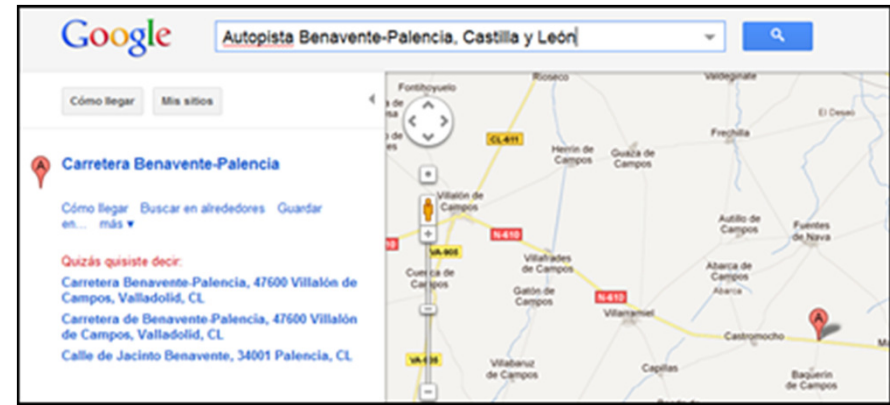 Google
Autopista Benavente-Palencia, Castilla y León
Cómo llegar
Mis sitios
A
Carretera Benavente-Palencia
Cómo llegar Buscar en alrededores Guardar
en... más ▼
Quizás quisiste decir:
Carretera Benavente-Palencia, 47600 Villalón de
Campos, Valladolid, CL
Carretera de Benavente-Palencia, 47600 Villalón
de Campos, Valladolid, CL
Calle de Jacinto Benavente, 34001 Palencia, CL
Fontihoyuelo
Rioseco
Valdeginate
El Deseo
CL-611
Frechilla
Herrín de
Campos
Guaza de
Campos
Villalón de
Campos
Autillo de
Campos
Fuentes
de Nava
N-610
VA-905
Villafrades
de Campos
Cuenca de
Campos
Abarca de
Campos
Abarca
Gatón de
Campos
N-610
Villarramiel
A
Castromocho
Villabaruz
de Campos
Capillas
Baquerín
de Campos